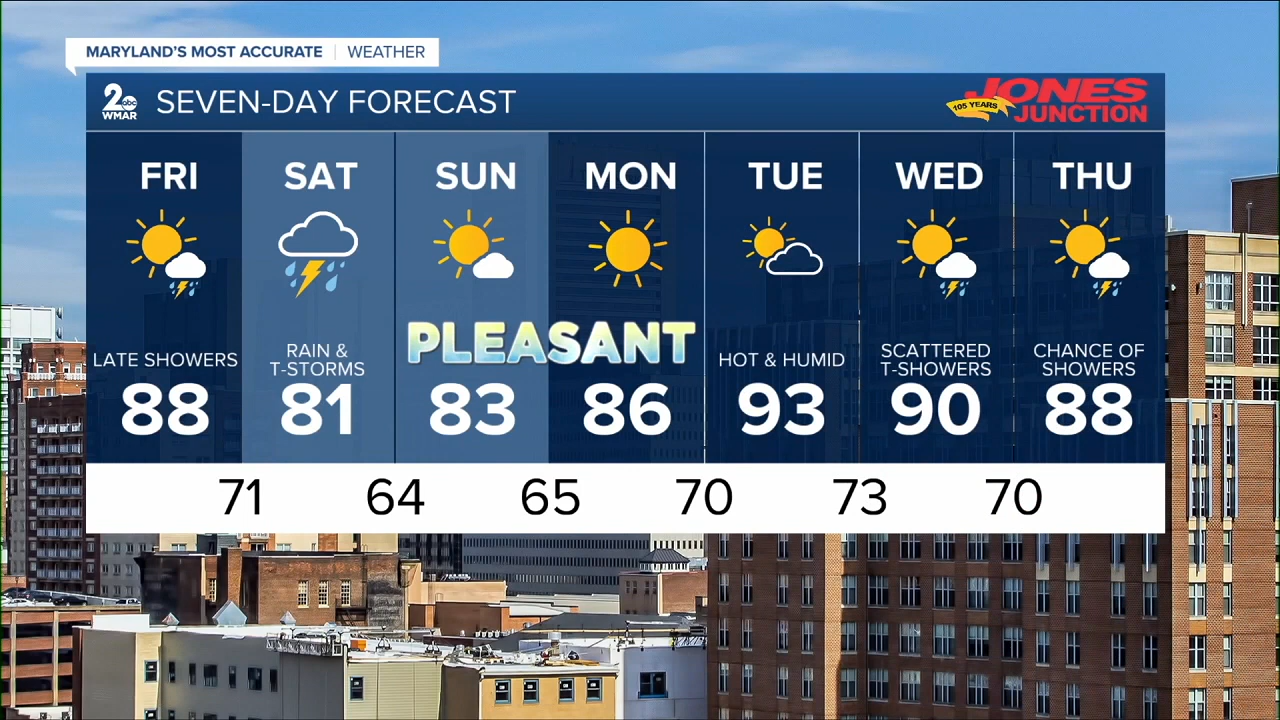 MARYLAND'S MOST ACCURATE | WEATHER
2 abc
WMAR
SEVEN-DAY FORECAST
105 YEARS
JONES
JUNCTION
FRI SAT SUN MON TUE WED THU
PLEASANT
LATE SHOWERS
RAIN &
T-STORMS
HOT & HUMID
SCATTERED
T-SHOWERS
CHANCE OF
SHOWERS
88 81 83 86 93 90 88
71 64 65 70 73 70